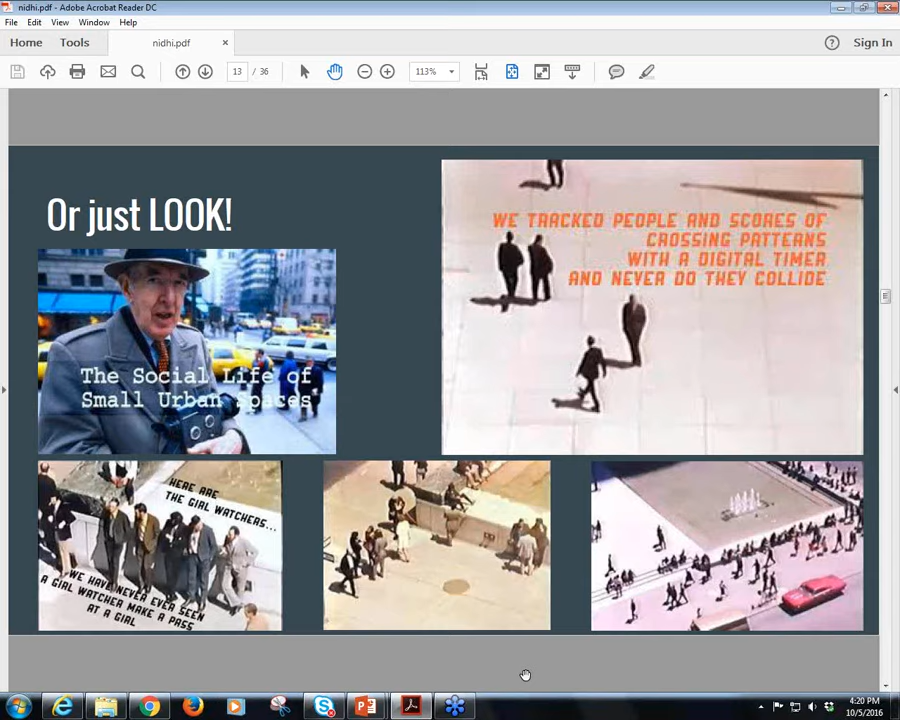 nidhi.pdf - Adobe Acrobat Reader DC
File Edit View Window Help
Home Tools nidhi.pdf × Sign In
13 / 36 113%
Or just LOOK!
WE TRACKED PEOPLE AND SCORES OF
CROSSING PATTERNS
WITH A DIGITAL TIMER
AND NEVER DO THEY COLLIDE
The Social Life of
Small Urban Spaces
HERE ARE
THE GIRL WATCHERS...
WE HAVE NEVER EVER SEEN
A GIRL WATCHER MAKE A PASS
AT A GIRL
4:20 PM
10/5/2016